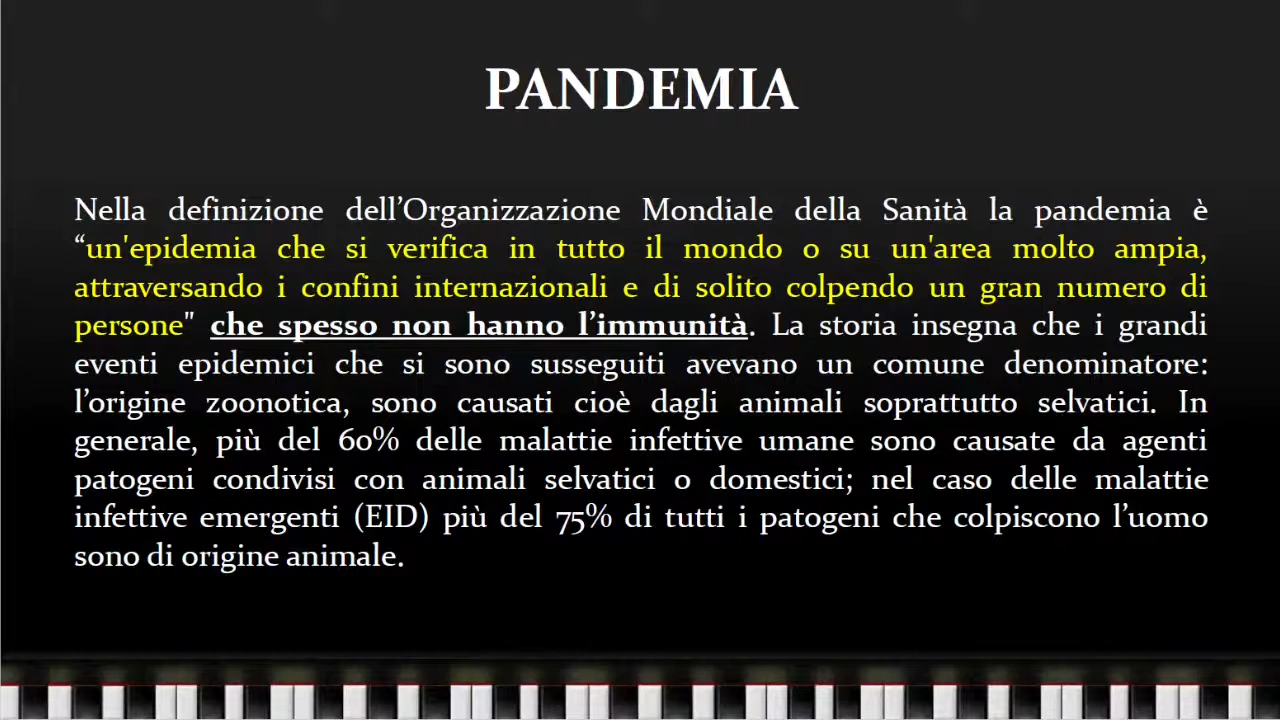 PANDEMIA
Nella definizione dell’Organizzazione Mondiale della Sanità la pandemia è
“un'epidemia che si verifica in tutto il mondo o su un'area molto ampia,
attraversando i confini internazionali e di solito colpendo un gran numero di
persone" che spesso non hanno l’immunità. La storia insegna che i grandi
eventi epidemici che si sono susseguiti avevano un comune denominatore:
l’origine zoonotica, sono causati cioè dagli animali soprattutto selvatici. In
generale, più del 60% delle malattie infettive umane sono causate da agenti
patogeni condivisi con animali selvatici o domestici; nel caso delle malattie
infettive emergenti (EID) più del 75% di tutti i patogeni che colpiscono l’uomo
sono di origine animale.